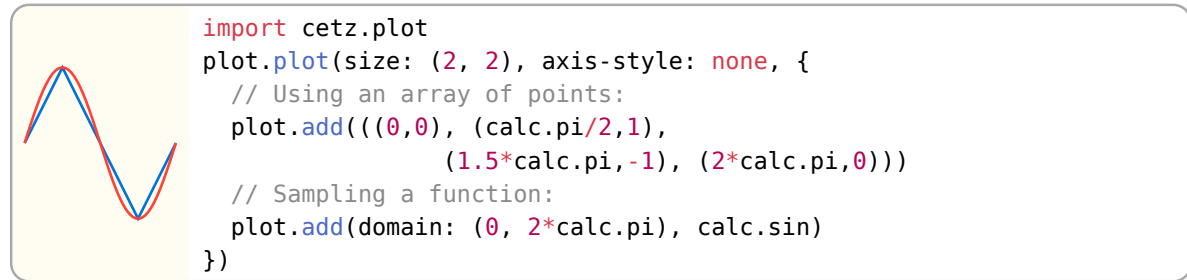 import cetz.plot
plot.plot(size: (2, 2), axis-style: none, {
  // Using an array of points:
  plot.add(((0,0), (calc.pi/2,1),
                 (1.5*calc.pi,-1), (2*calc.pi,0)))
  // Sampling a function:
  plot.add(domain: (0, 2*calc.pi), calc.sin)
})